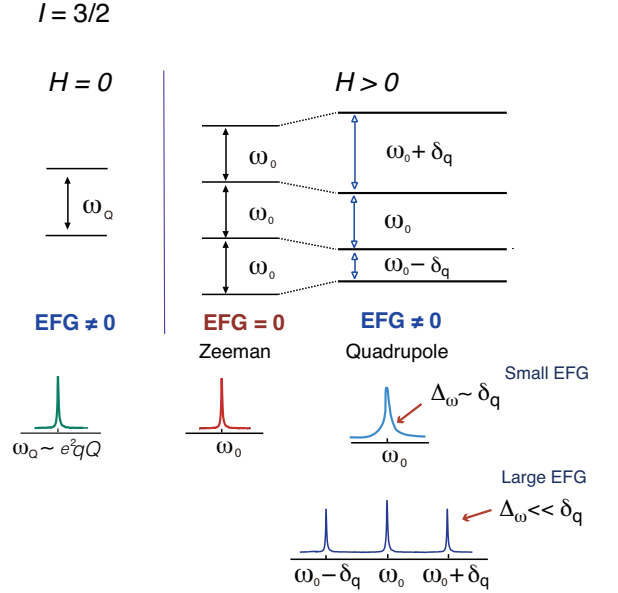 I = 3/2
H = 0
H > 0
ω₀
ω₀
ω₀
ω₀ + δq
ω₀
ω₀ − δq
ωQ
EFG ≠ 0
EFG = 0
EFG ≠ 0
Zeeman
Quadrupole
Small EFG
Δω ~ δq
ωQ ~ e²qQ
ω₀
ω₀
Large EFG
Δω << δq
ω₀ − δq
ω₀
ω₀ + δq